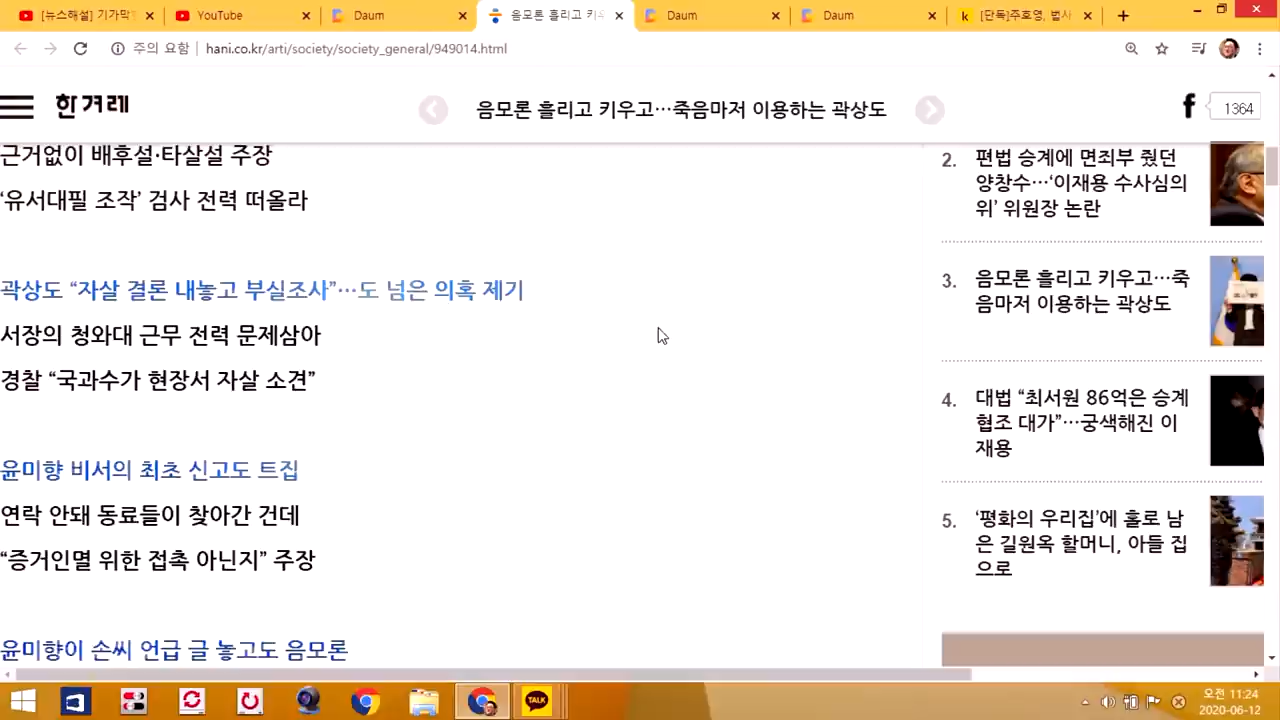 [뉴스해설] 기가막
YouTube
Daum
음모론 흘리고 키우
Daum
Daum
[단독]주호영, 법사
주의 요함
hani.co.kr/arti/society/society_general/949014.html
한겨레
음모론 흘리고 키우고…죽음마저 이용하는 곽상도
f
1364
근거없이 배후설·타살설 주장
‘유서대필 조작’ 검사 전력 떠올라
곽상도 “자살 결론 내놓고 부실조사”…도 넘은 의혹 제기
서장의 청와대 근무 전력 문제삼아
경찰 “국과수가 현장서 자살 소견”
윤미향 비서의 최초 신고도 트집
연락 안돼 동료들이 찾아간 건데
“증거인멸 위한 접촉 아닌지” 주장
윤미향이 손씨 언급 글 놓고도 음모론
2. 편법 승계에 면죄부 줬던
양창수…‘이재용 수사심의
위’ 위원장 논란
3. 음모론 흘리고 키우고…죽
음마저 이용하는 곽상도
4. 대법 “최서원 86억은 승계
협조 대가”…궁색해진 이
재용
5. ‘평화의 우리집’에 홀로 남
은 길원옥 할머니, 아들 집
으로
TALK
오전 11:24
2020-06-12